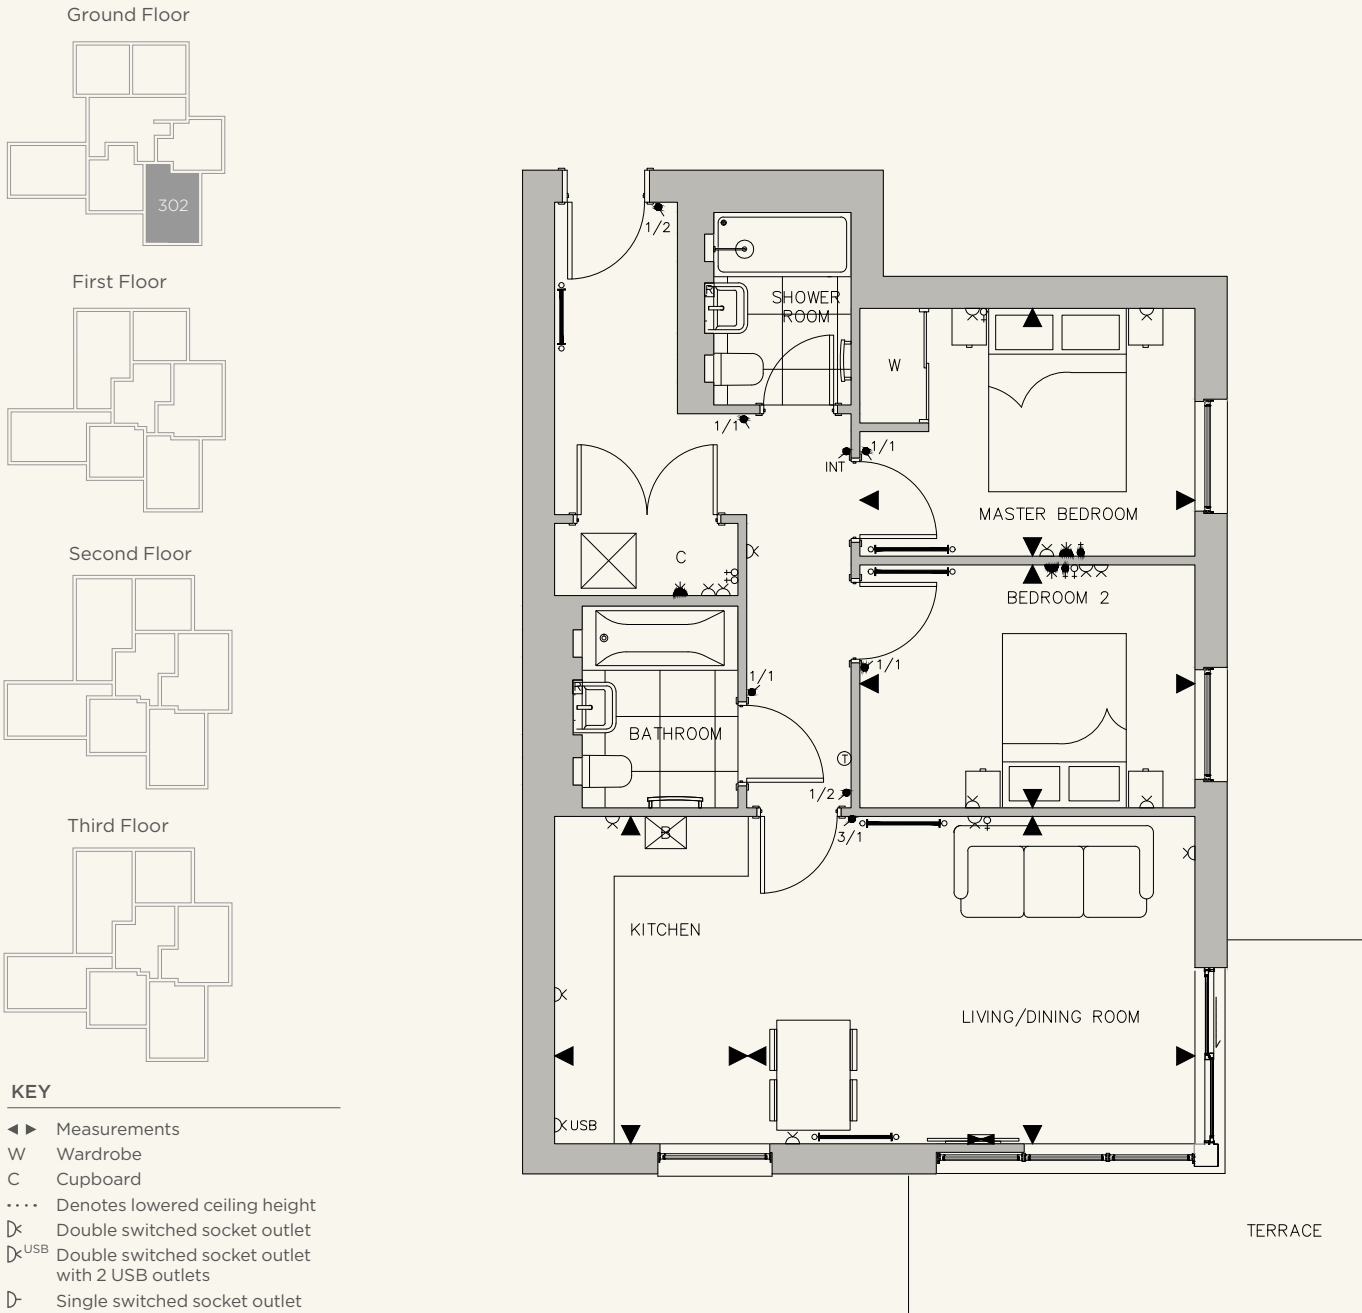 Ground Floor
302
First Floor
Second Floor
Third Floor
KEY
Measurements
W Wardrobe
C Cupboard
Denotes lowered ceiling height
Double switched socket outlet
USB Double switched socket outlet
with 2 USB outlets
Single switched socket outlet
1/2
R
SHOWER
ROOM
W
1/1
1/1
INT
MASTER BEDROOM
C
BEDROOM 2
1/1
1/1
R
BATHROOM
T
1/2
3/1
B
KITCHEN
LIVING/DINING ROOM
USB
TERRACE